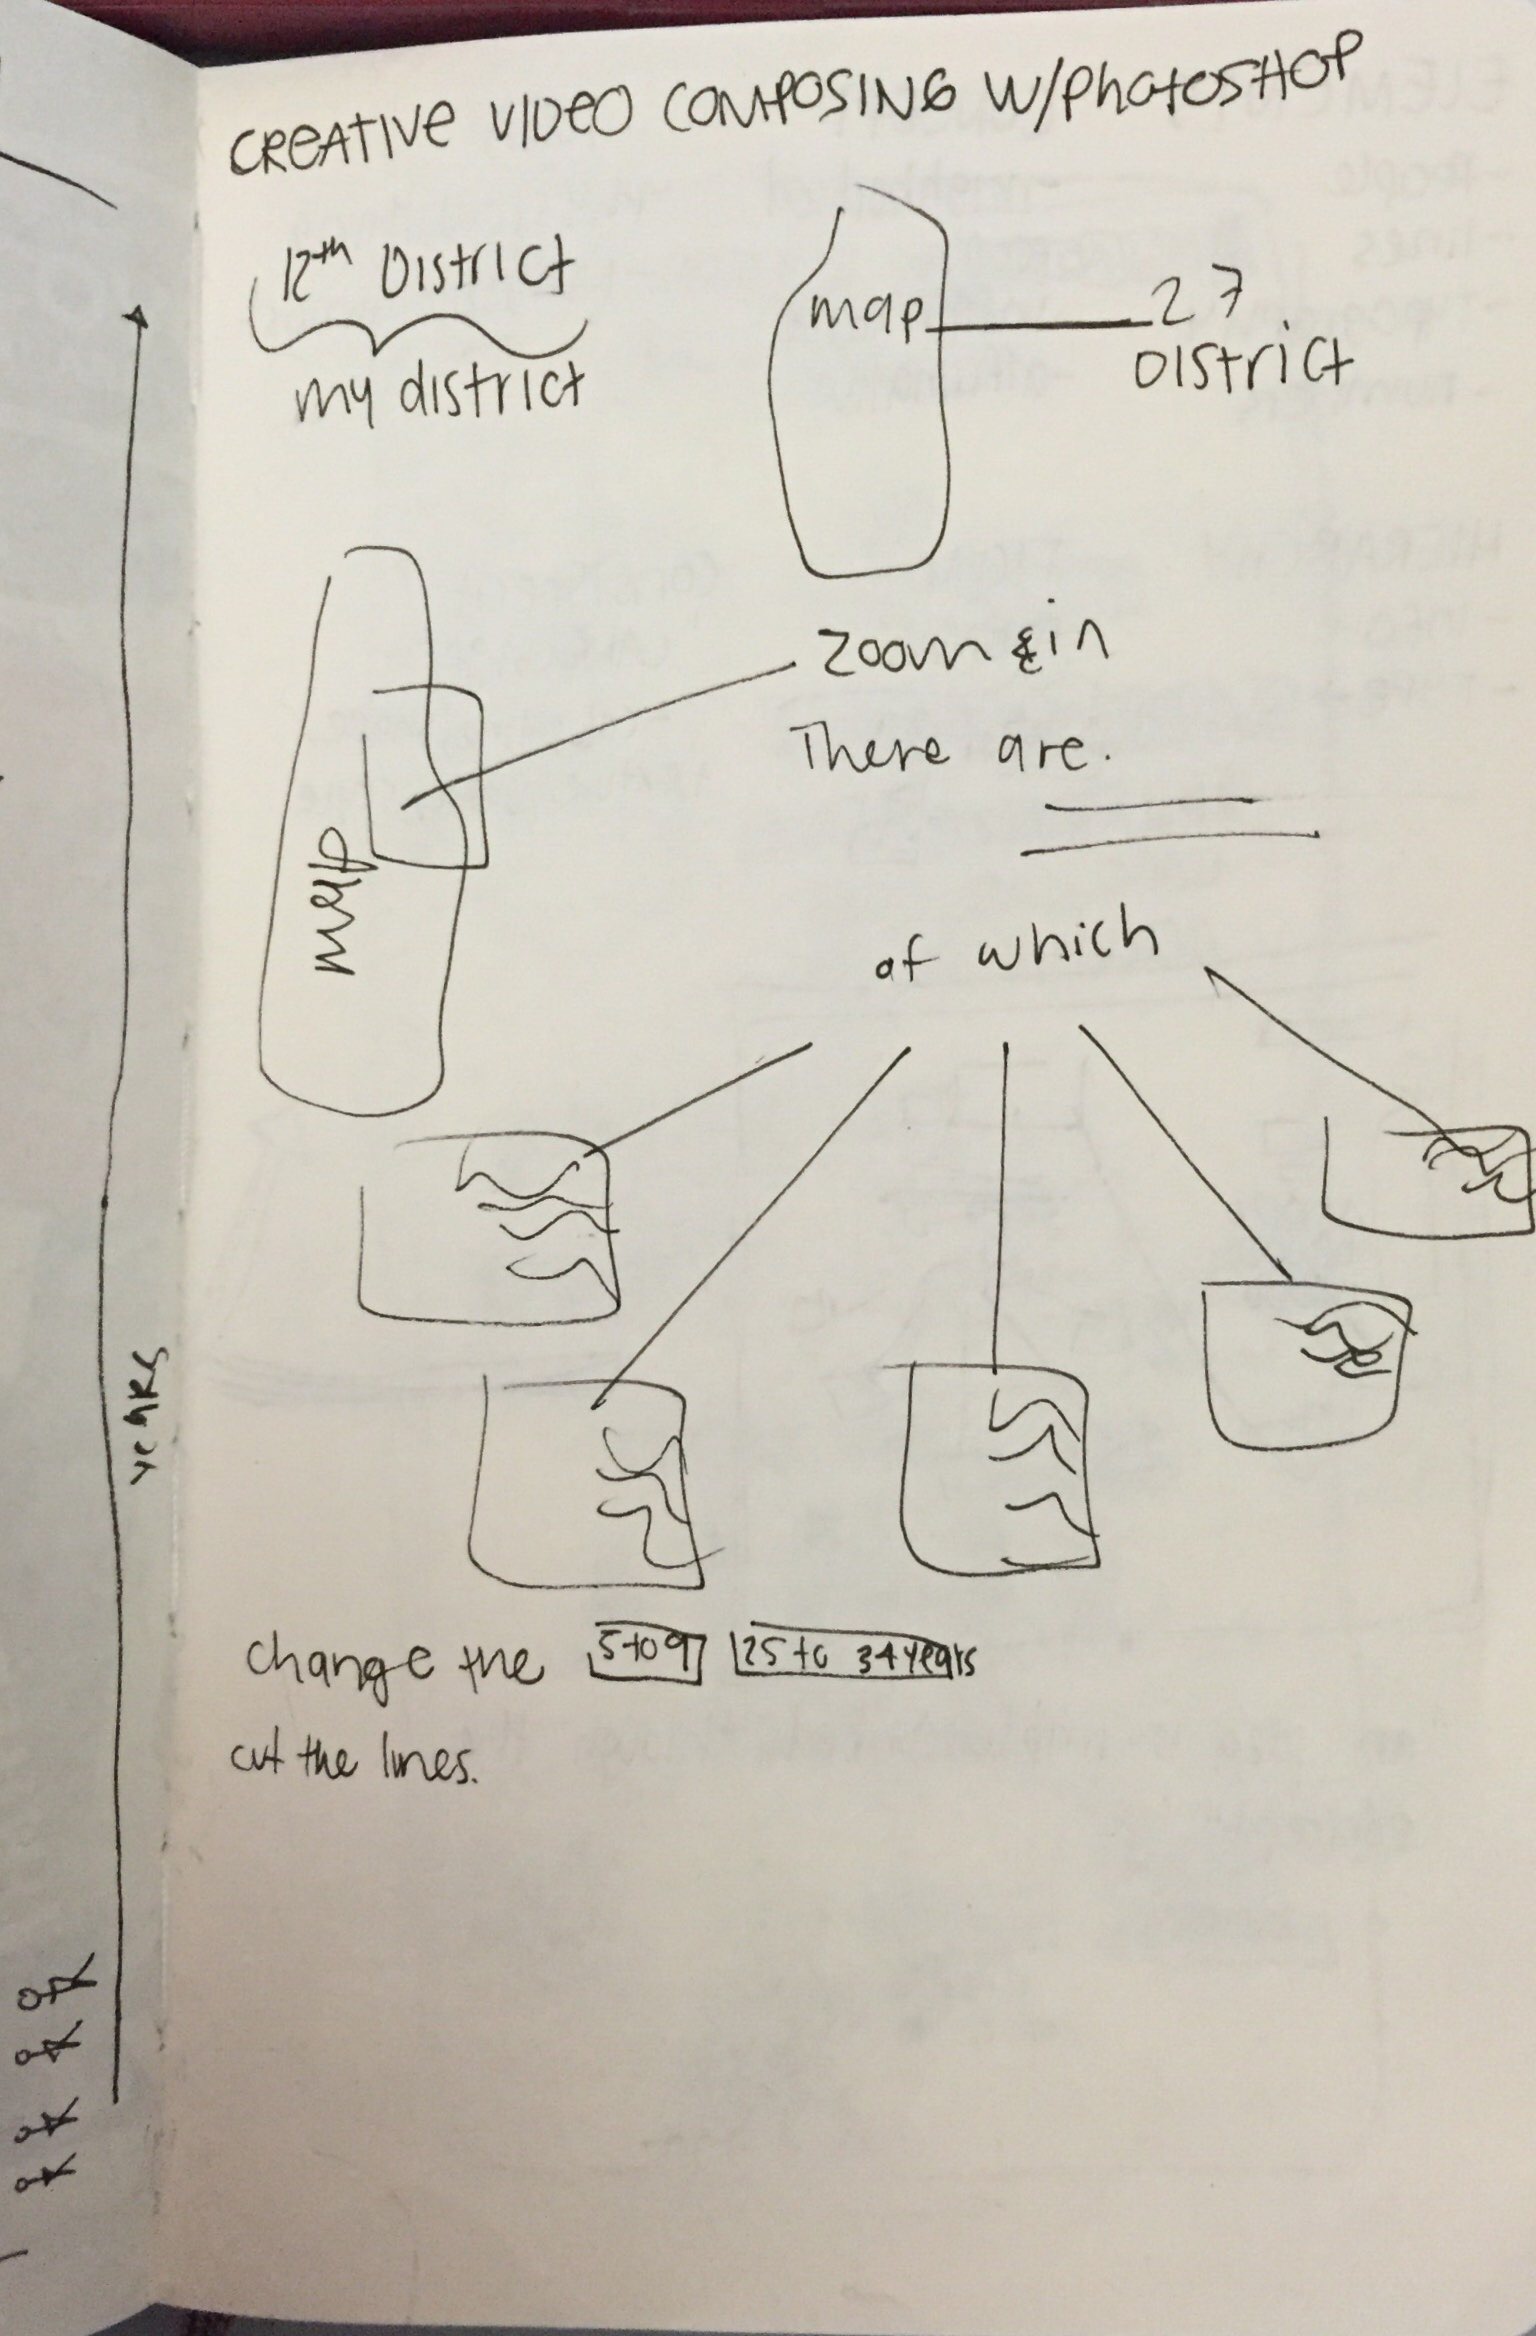 CREATIVE VIDEO COMPOSING W/PHOTOSHOP
12th District
my district
map
27
District
zoom in
There are.
map
of which
years
change the 5 to 9 25 to 34 years
cut the lines.